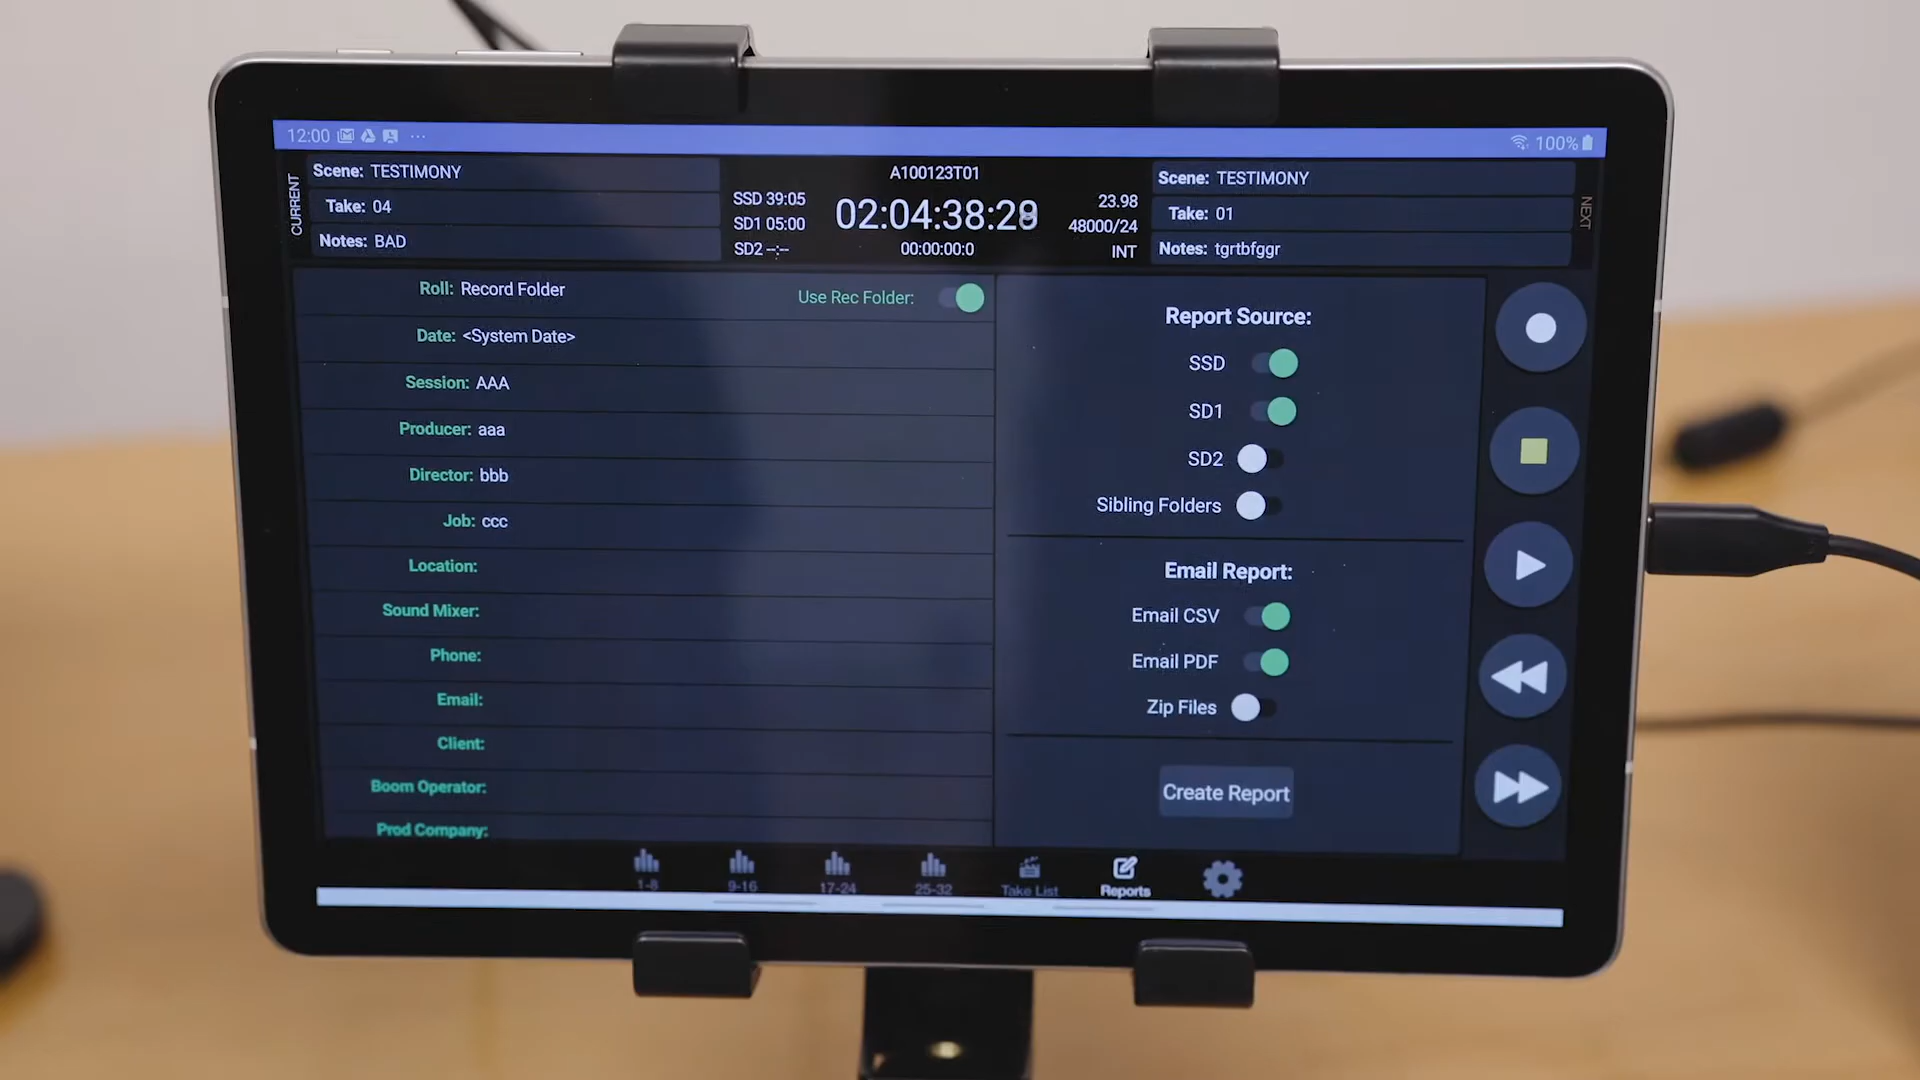 12:00 ... 100%
CURRENT
Scene: TESTIMONY
Take: 04
Notes: BAD
SSD 39:05
SD1 05:00
SD2 --:--
A100123T01
02:04:38:28
00:00:00:0
23.98
48000/24
INT
Scene: TESTIMONY
Take: 01
Notes: tgrtbfggr
NEXT
Roll: Record Folder
Use Rec Folder:
Date: <System Date>
Session: AAA
Producer: aaa
Director: bbb
Job: ccc
Location:
Sound Mixer:
Phone:
Email:
Client:
Boom Operator:
Prod Company:
Report Source:
SSD
SD1
SD2
Sibling Folders
Email Report:
Email CSV
Email PDF
Zip Files
Create Report
1-8
9-16
17-24
25-32
Take List
Reports